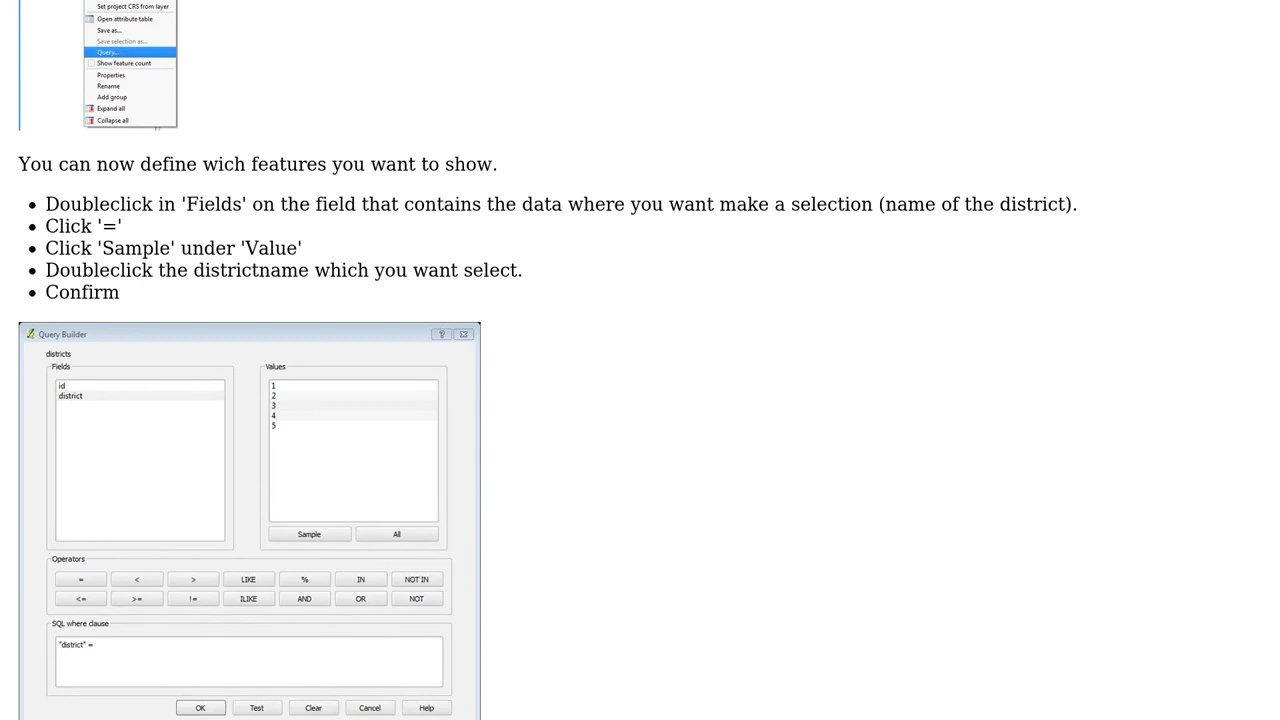 Set project CRS from layer
Open attribute table
Save as...
Save selection as...
Query...
Show feature count
Properties
Rename
Add group
Expand all
Collapse all
You can now define wich features you want to show.
• Doubleclick in 'Fields' on the field that contains the data where you want make a selection (name of the district).
• Click '='
• Click 'Sample' under 'Value'
• Doubleclick the districtname which you want select.
• Confirm
Query Builder
districts
Fields
id
district
Values
1
2
3
4
5
Sample All
Operators
= < > LIKE % IN NOT IN
<= >= != ILIKE AND OR NOT
SQL where clause
"district" =
OK Test Clear Cancel Help